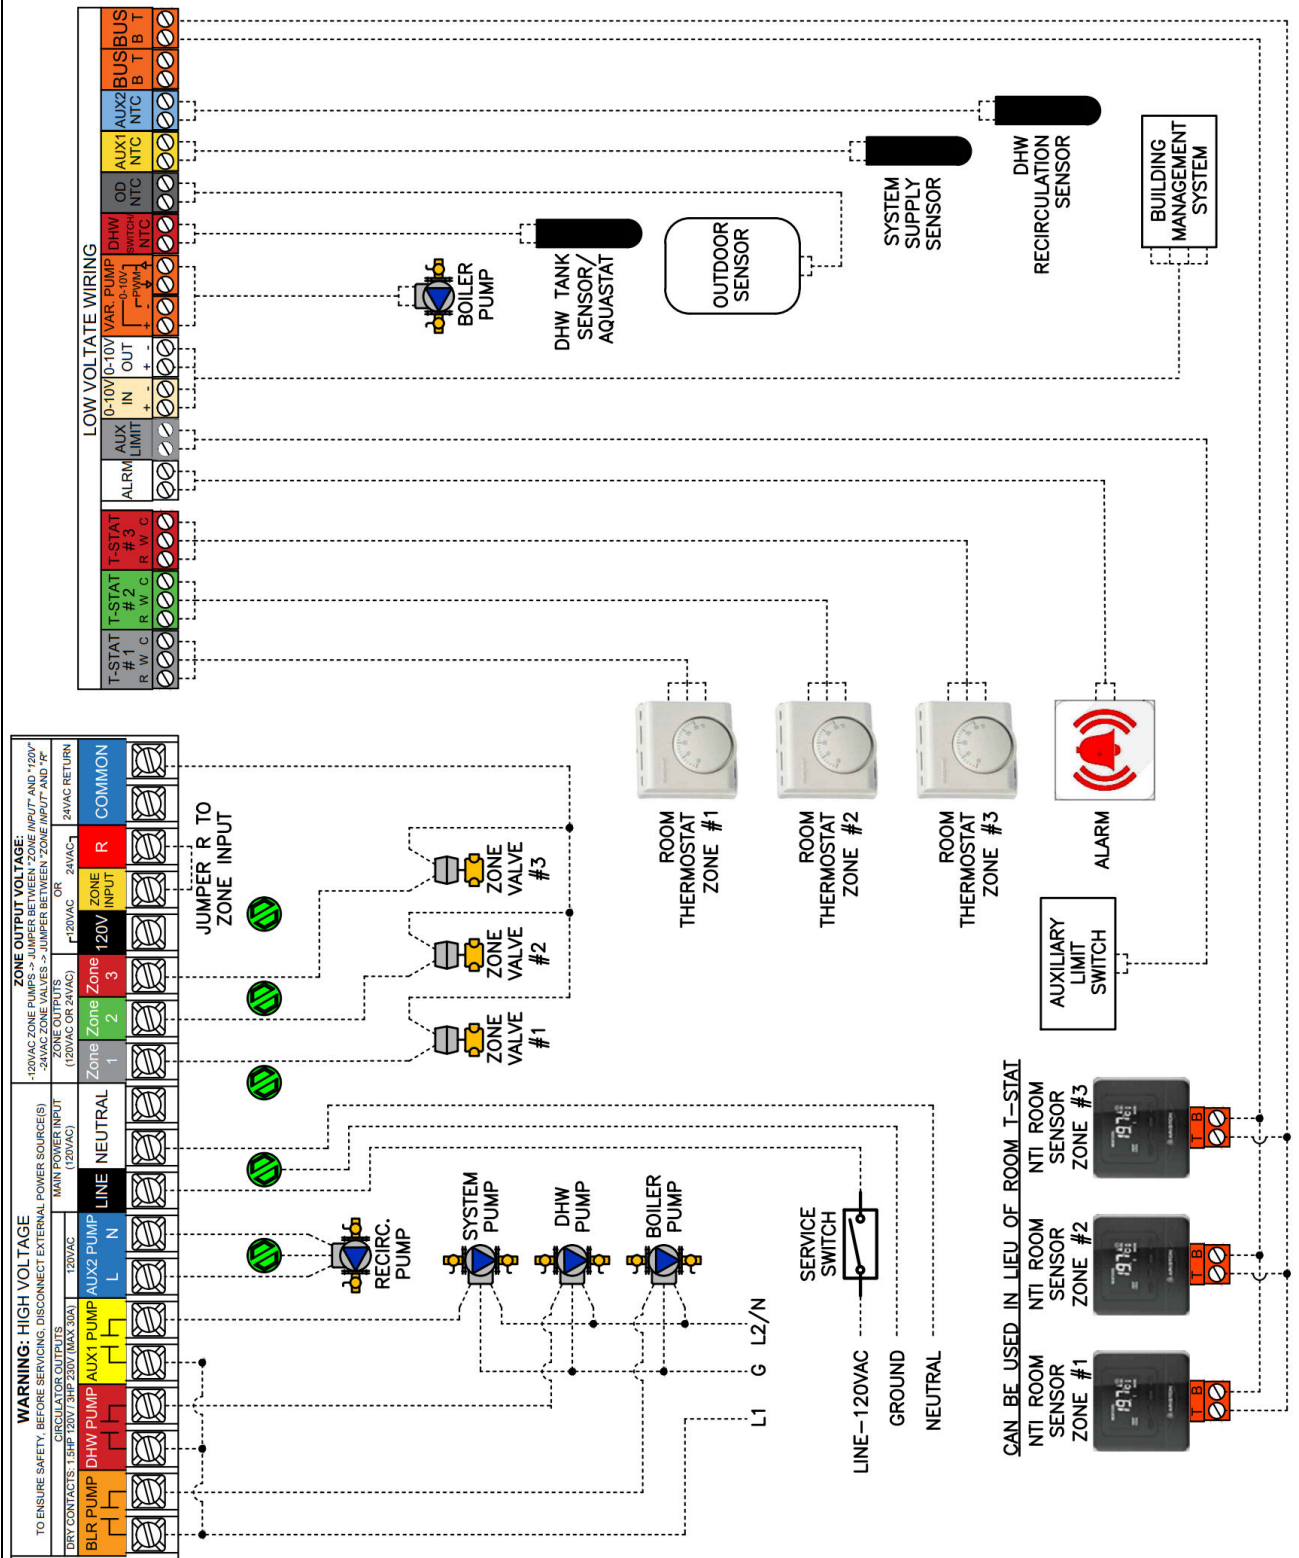 WARNING: HIGH VOLTAGE
TO ENSURE SAFETY, BEFORE SERVICING, DISCONNECT EXTERNAL POWER SOURCE(S)
CIRCULATOR OUTPUTS
DRY CONTACTS: 1.5HP 120V / 3HP 230V (MAX 30A)
120VAC
MAIN POWER INPUT
(120VAC)
ZONE OUTPUT VOLTAGE:
-120VAC ZONE PUMPS -> JUMPER BETWEEN "ZONE INPUT" AND "120V"
-24VAC ZONE VALVES -> JUMPER BETWEEN "ZONE INPUT" AND "R"
ZONE OUTPUTS
(120VAC OR 24VAC)
120VAC
OR
24VAC
24VAC RETURN
BLR PUMP
DHW PUMP
AUX1 PUMP
AUX2 PUMP
L N
LINE
NEUTRAL
Zone
1
Zone
2
Zone
3
120V
ZONE
INPUT
R
COMMON
JUMPER R TO
ZONE INPUT
LOW VOLTATE WIRING
T-STAT
#1
R W C
T-STAT
#2
R W C
T-STAT
#3
R W C
ALRM
AUX
LIMIT
0-10V
IN
+ -
0-10V
OUT
+ -
VAR. PUMP
0-10V
PWM
+ -
DHW
SWITCH/
NTC
OD
NTC
AUX1
NTC
AUX2
NTC
BUS
B T
BUS
B T
RECIRC.
PUMP
SYSTEM
PUMP
DHW
PUMP
BOILER
PUMP
L1
G
L2/N
SERVICE
SWITCH
LINE-120VAC
GROUND
NEUTRAL
ZONE
VALVE
#1
ZONE
VALVE
#2
ZONE
VALVE
#3
BOILER
PUMP
DHW TANK
SENSOR/
AQUASTAT
OUTDOOR
SENSOR
SYSTEM
SUPPLY
SENSOR
DHW
RECIRCULATION
SENSOR
BUILDING
MANAGEMENT
SYSTEM
ROOM
THERMOSTAT
ZONE #1
ROOM
THERMOSTAT
ZONE #2
ROOM
THERMOSTAT
ZONE #3
ALARM
AUXILIARY
LIMIT
SWITCH
CAN BE USED IN LIEU OF ROOM T-STAT
NTI ROOM
SENSOR
ZONE #1
NTI ROOM
SENSOR
ZONE #2
NTI ROOM
SENSOR
ZONE #3
ARISTON
T B
ARISTON
T B
ARISTON
T B